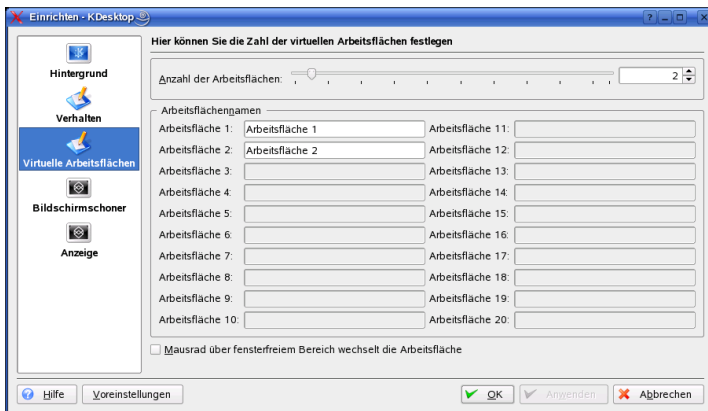 Einrichten - KDesktop
Hier können Sie die Zahl der virtuellen Arbeitsflächen festlegen
Hintergrund
Verhalten
Virtuelle Arbeitsflächen
Bildschirmschoner
Anzeige
Anzahl der Arbeitsflächen: 2
Arbeitsflächennamen
Arbeitsfläche 1: Arbeitsfläche 1 Arbeitsfläche 11:
Arbeitsfläche 2: Arbeitsfläche 2 Arbeitsfläche 12:
Arbeitsfläche 3: Arbeitsfläche 13:
Arbeitsfläche 4: Arbeitsfläche 14:
Arbeitsfläche 5: Arbeitsfläche 15:
Arbeitsfläche 6: Arbeitsfläche 16:
Arbeitsfläche 7: Arbeitsfläche 17:
Arbeitsfläche 8: Arbeitsfläche 18:
Arbeitsfläche 9: Arbeitsfläche 19:
Arbeitsfläche 10: Arbeitsfläche 20:
Mausrad über fensterfreiem Bereich wechselt die Arbeitsfläche
Hilfe Voreinstellungen OK Anwenden Abbrechen